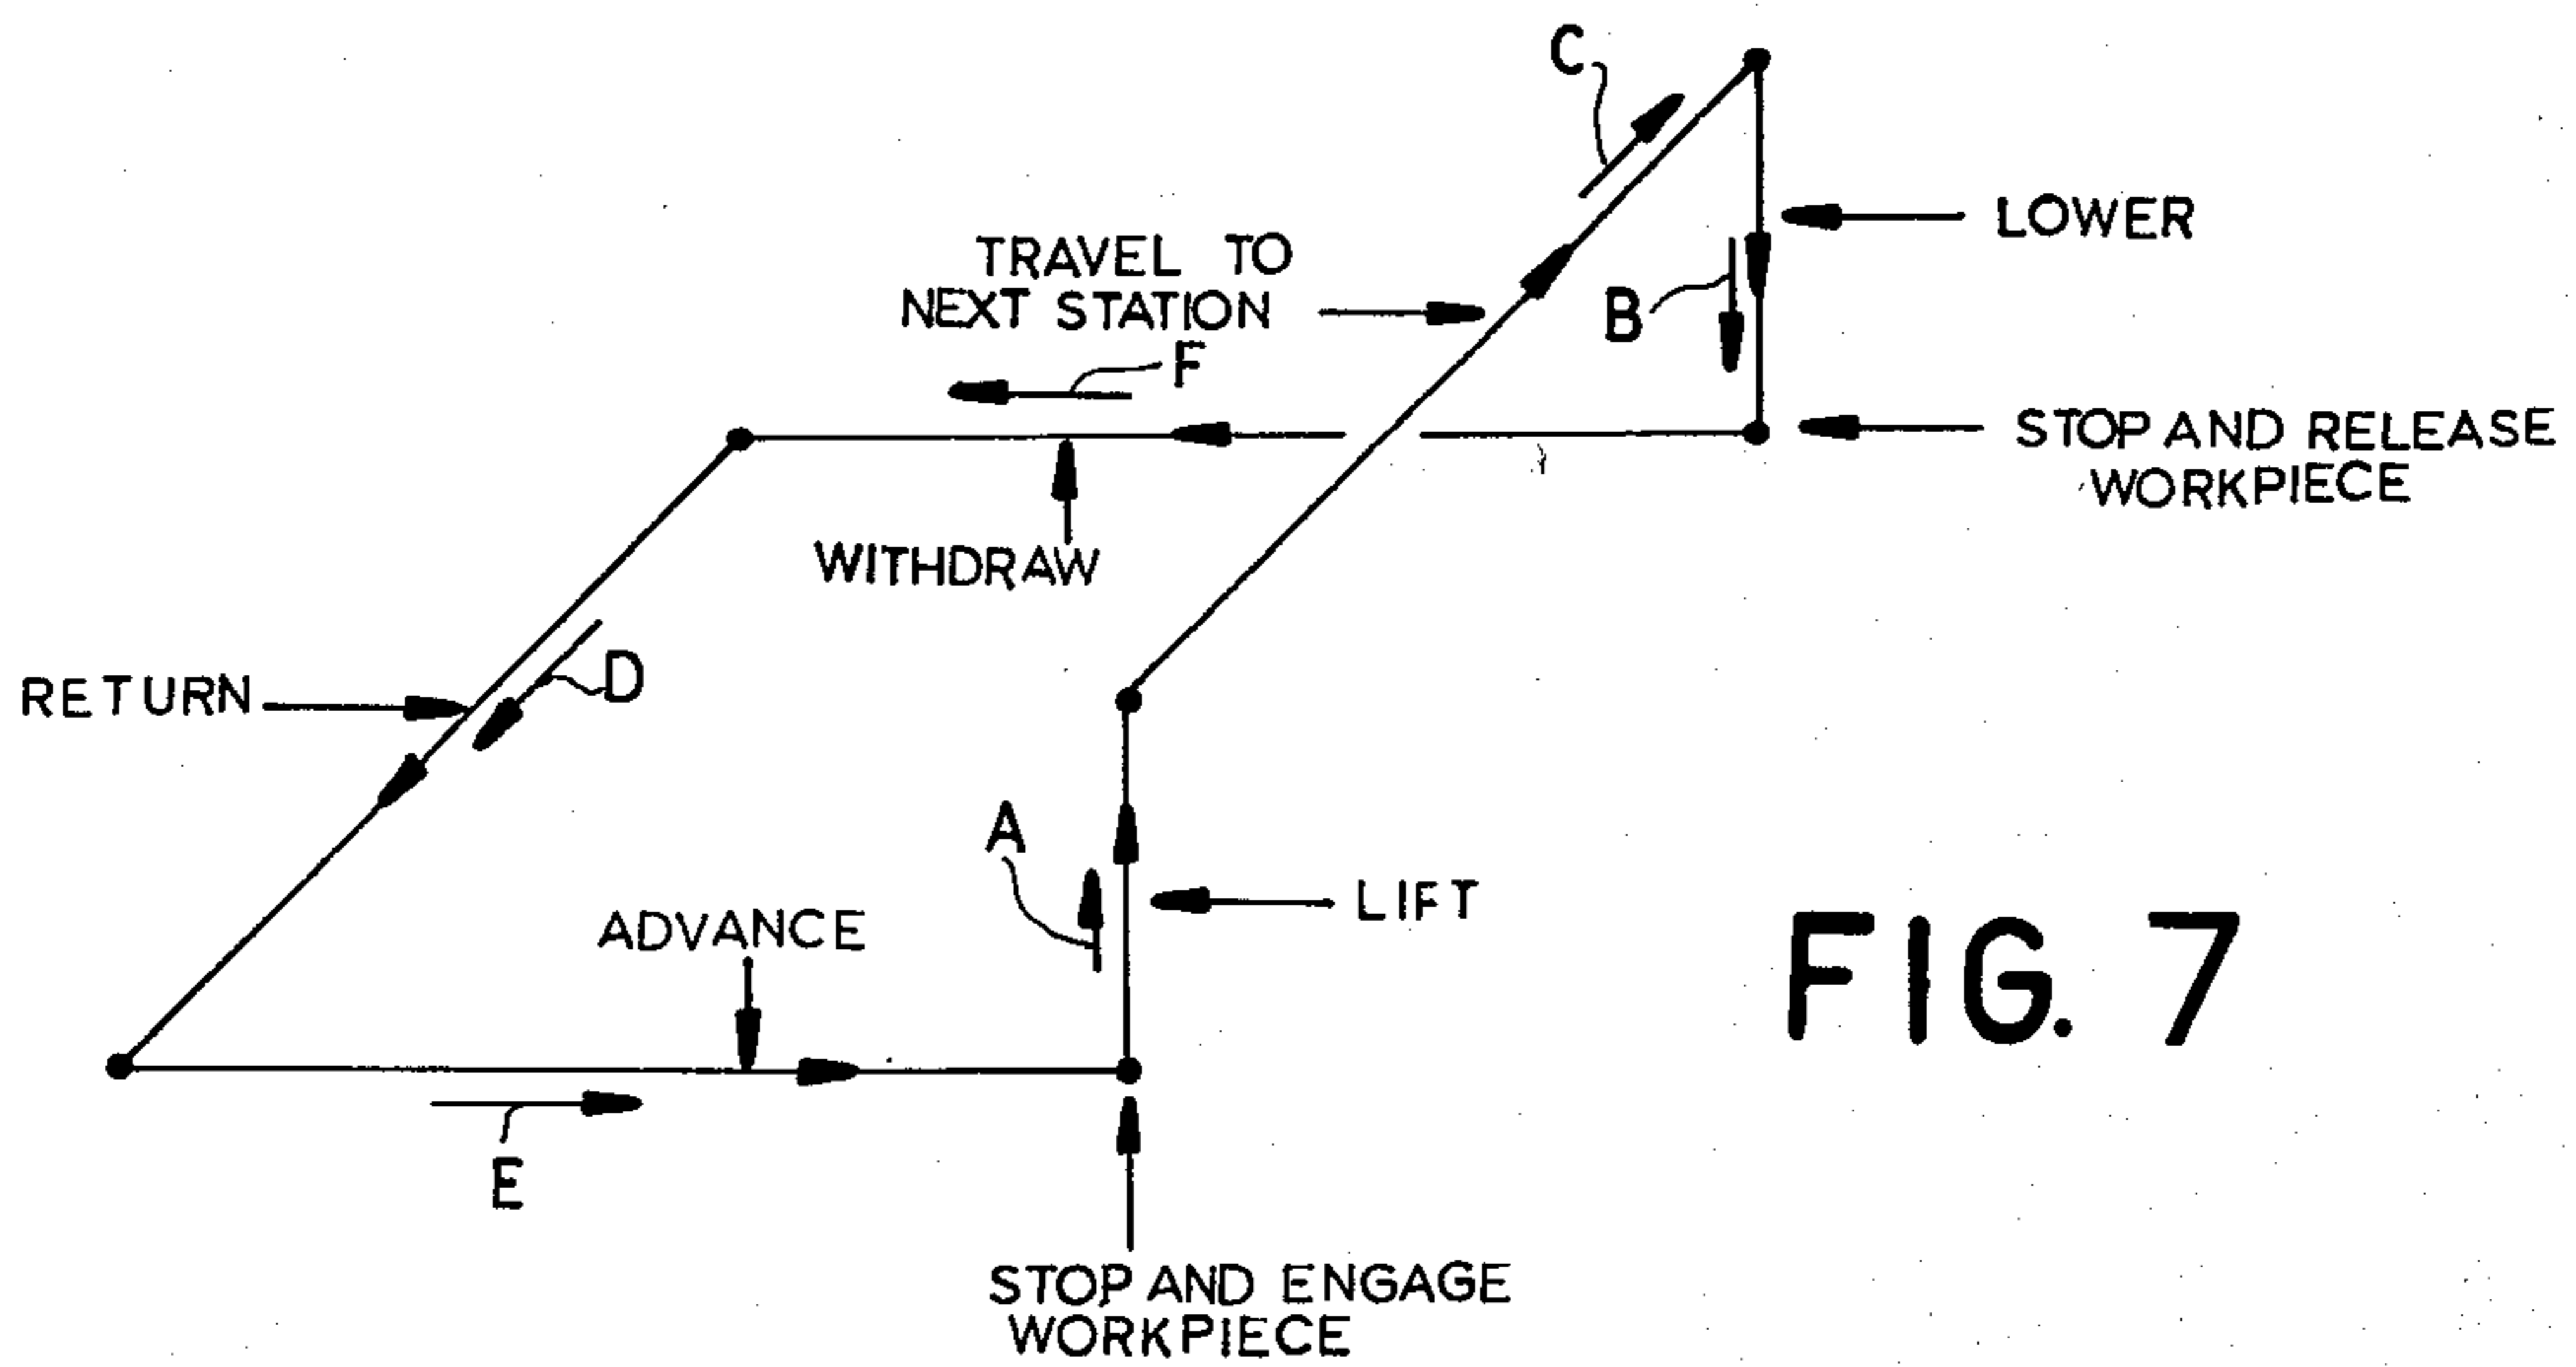 C
LOWER
TRAVEL TO
NEXT STATION
B
F
STOP AND RELEASE
WORKPIECE
WITHDRAW
RETURN
D
A
LIFT
ADVANCE
FIG. 7
E
STOP AND ENGAGE
WORKPIECE